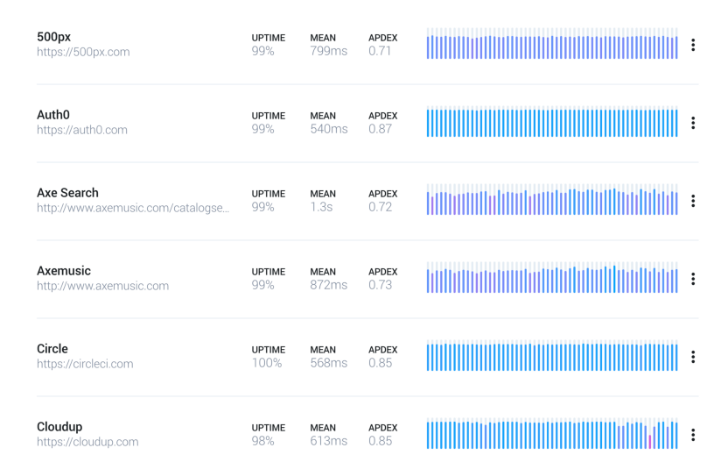 500px
https://500px.com
UPTIME MEAN APDEX
99% 799ms 0.71
Auth0
https://auth0.com
UPTIME MEAN APDEX
99% 540ms 0.87
Axe Search
http://www.axemusic.com/catalogse...
UPTIME MEAN APDEX
99% 1.3s 0.72
Axemusic
http://www.axemusic.com
UPTIME MEAN APDEX
99% 872ms 0.73
Circle
https://circleci.com
UPTIME MEAN APDEX
100% 568ms 0.85
Cloudup
https://cloudup.com
UPTIME MEAN APDEX
98% 613ms 0.85